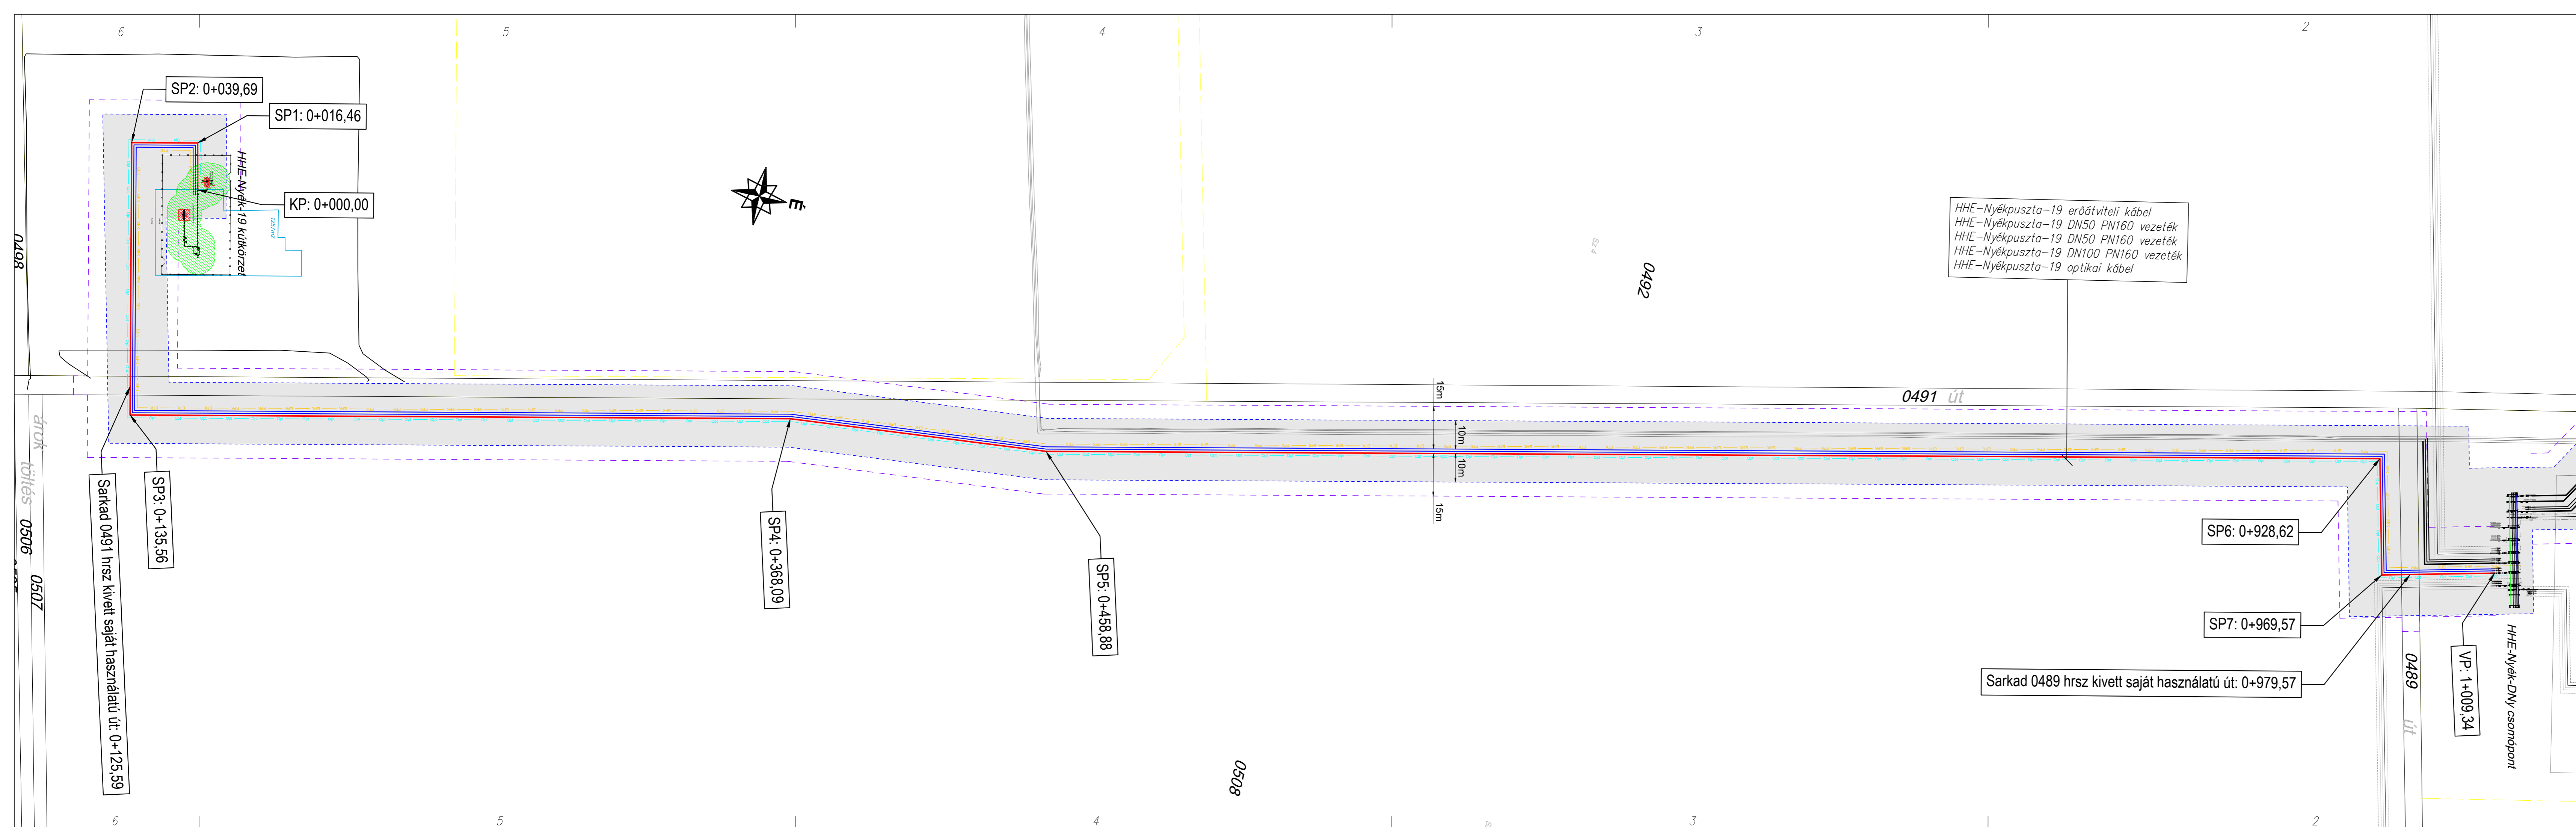 6
5
4
3
2
SP2: 0+039,69
SP1: 0+016,46
KP: 0+000,00
HHE-Nyék-19 kútkörzet
1257m2
É
Sz-4
0492
HHE-Nyékpuszta-19 erőátviteli kábel
HHE-Nyékpuszta-19 DN50 PN160 vezeték
HHE-Nyékpuszta-19 DN50 PN160 vezeték
HHE-Nyékpuszta-19 DN100 PN160 vezeték
HHE-Nyékpuszta-19 optikai kábel
0498
15m
10m
10m
15m
0491 út
árok
töltés
0506
0507
Sarkad 0491 hrsz kivett saját használatú út: 0+125,59
SP3: 0+135,56
SP4: 0+368,09
SP5: 0+458,88
SP6: 0+928,62
SP7: 0+969,57
Sarkad 0489 hrsz kivett saját használatú út: 0+979,57
0489
út
VP: 1+009,34
HHE-Nyék-DNy csomópont
0508
6
5
4
3
2